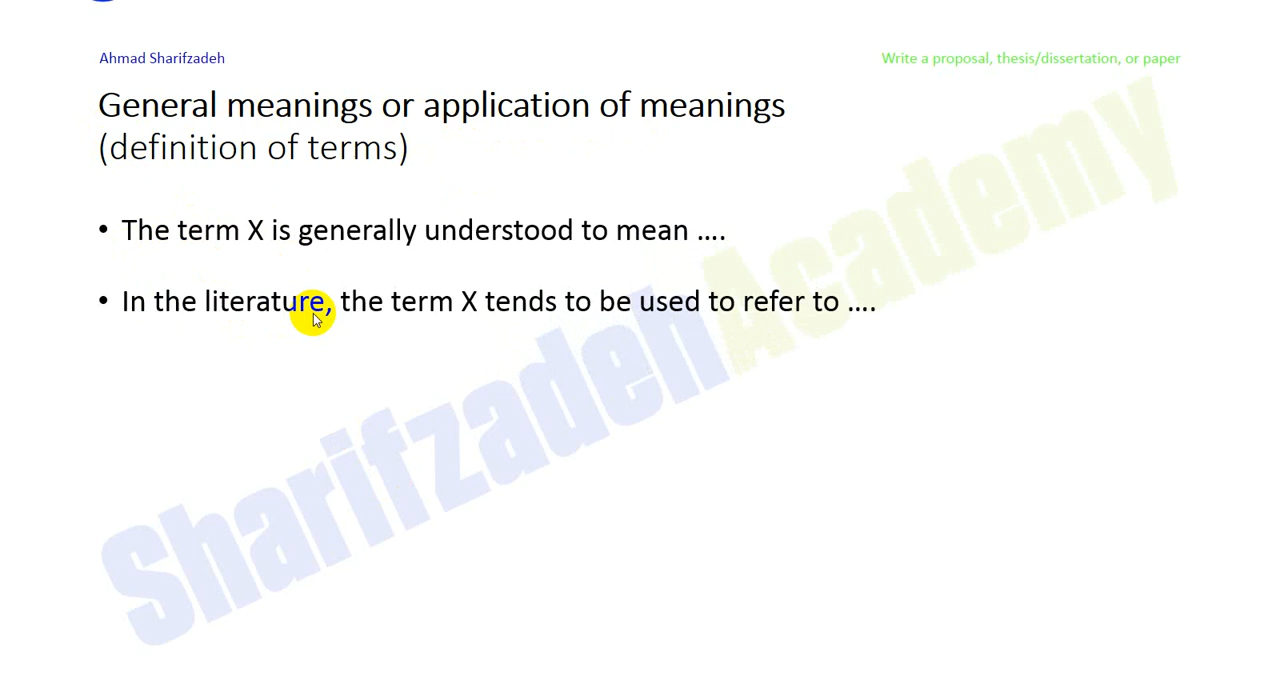 Ahmad Sharifzadeh
Write a proposal, thesis/dissertation, or paper
General meanings or application of meanings
(definition of terms)
• The term X is generally understood to mean ....
• In the literature, the term X tends to be used to refer to ....
SharifzadehAcademy